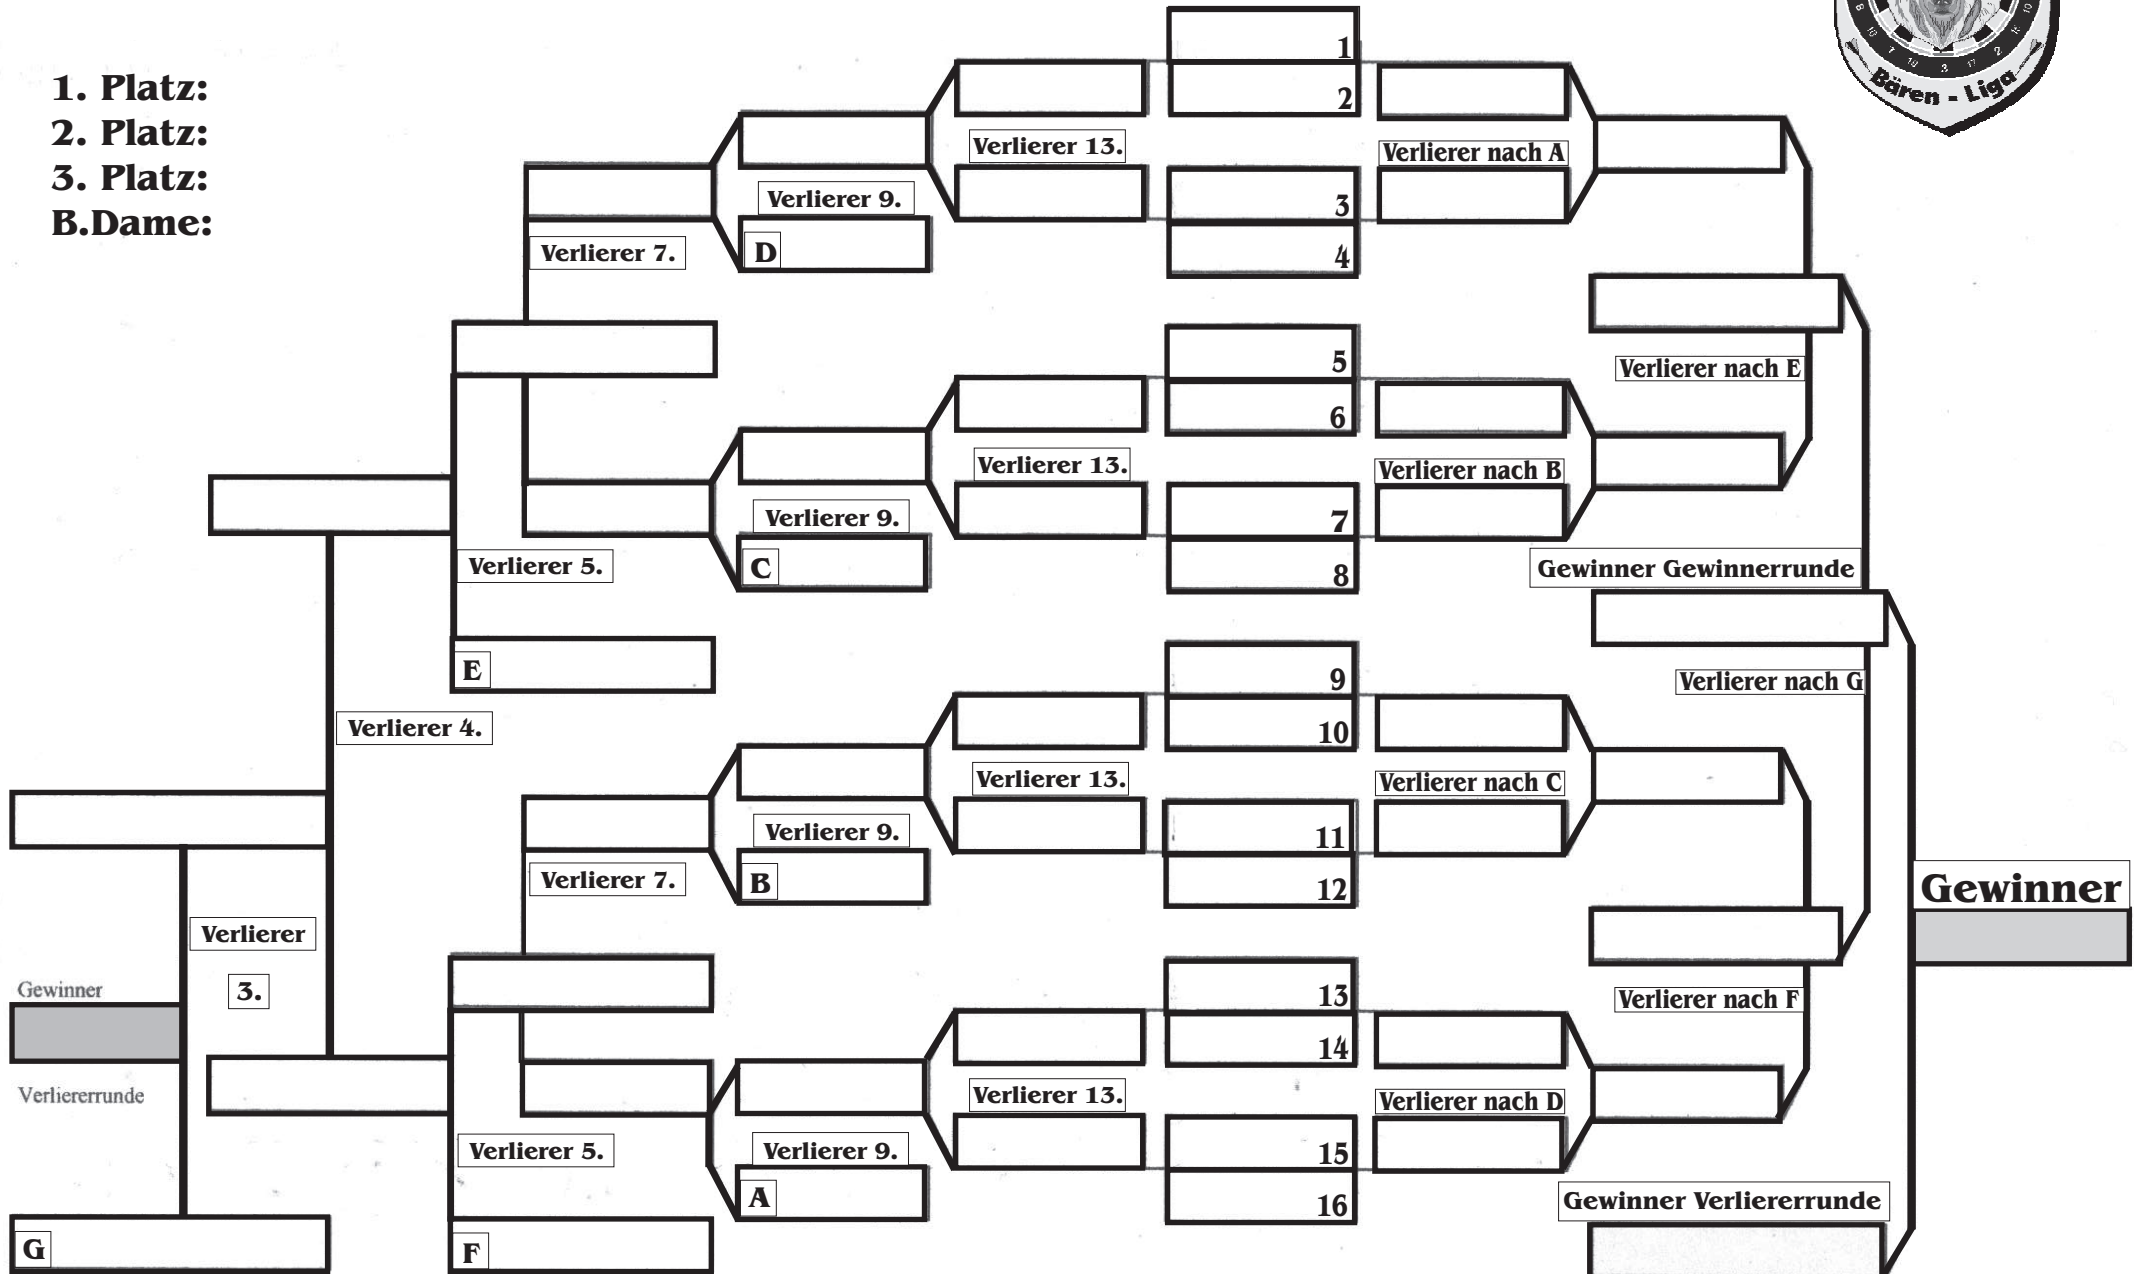 1. Platz:
2. Platz:
3. Platz:
B.Dame:
Bären - Liga
1
2
Verlierer 13.
Verlierer nach A
Verlierer 9.
3
Verlierer 7.
D
4
5
Verlierer nach E
6
Verlierer 13.
Verlierer nach B
Verlierer 9.
7
Verlierer 5.
C
8
Gewinner Gewinnerrunde
E
9
Verlierer nach G
Verlierer 4.
10
Verlierer 13.
Verlierer nach C
Verlierer 9.
11
Verlierer 7.
B
12
Gewinner
Verlierer
3.
Gewinner
13
Verlierer nach F
14
Verliererrunde
Verlierer 13.
Verlierer nach D
Verlierer 5.
Verlierer 9.
15
A
16
Gewinner Verliererrunde
G
F